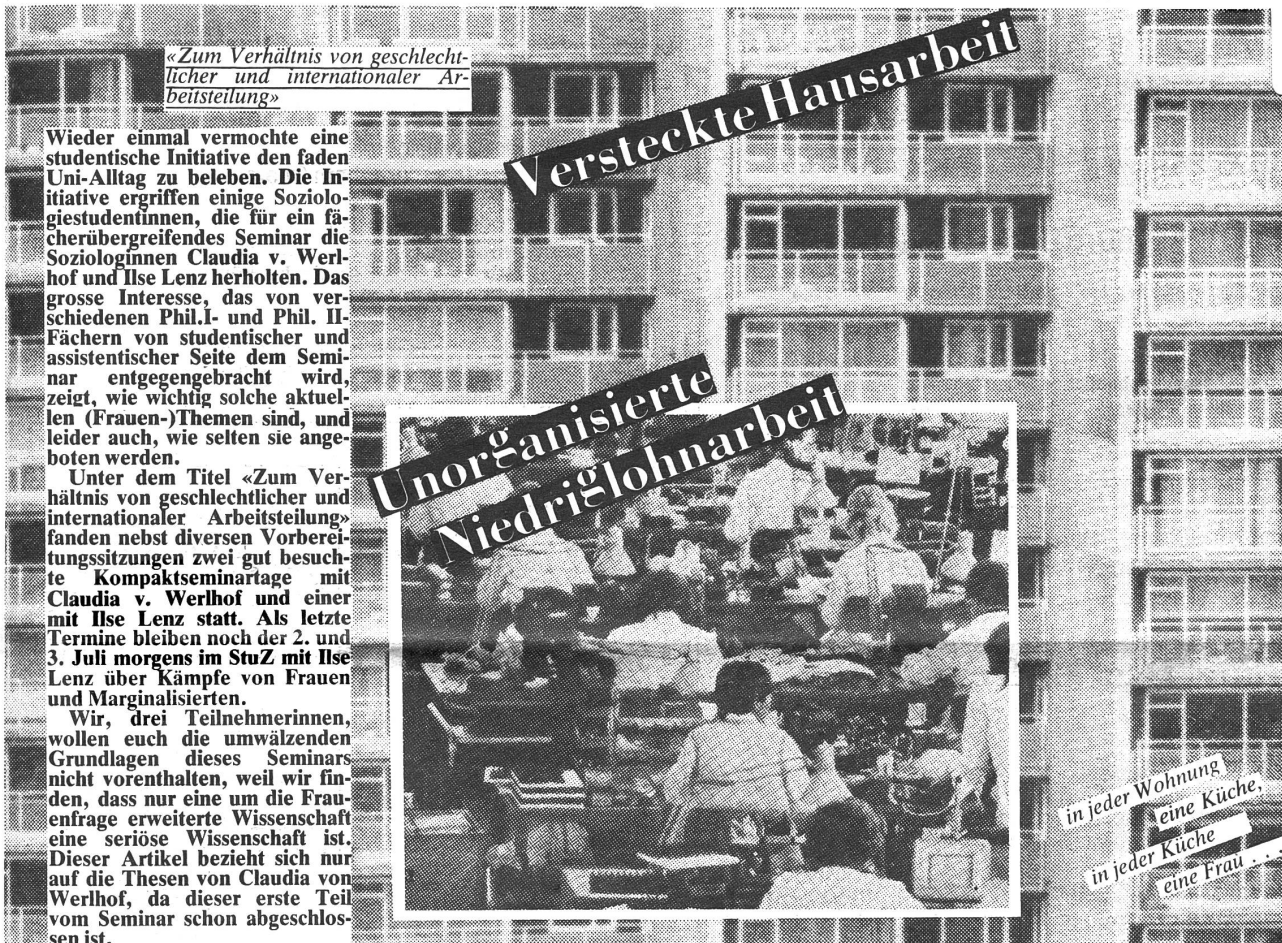 «Zum Verhältnis von geschlecht-
licher und internationaler Ar-
beitsteilung»
Versteckte Hausarbeit
Wieder einmal vermochte eine
studentische Initiative den faden
Uni-Alltag zu beleben. Die In-
itiative ergriffen einige Soziolo-
giestudentinnen, die für ein fä-
cherübergreifendes Seminar die
Soziologinnen Claudia v. Werl-
hof und Ilse Lenz herholten. Das
grosse Interesse, das von ver-
schiedenen Phil.I- und Phil. II-
Fächern von studentischer und
assistentischer Seite dem Semi-
nar entgegengebracht wird,
zeigt, wie wichtig solche aktuel-
len (Frauen-)Themen sind, und
leider auch, wie selten sie ange-
boten werden.
Unter dem Titel «Zum Ver-
hältnis von geschlechtlicher und
internationaler Arbeitsteilung»
fanden nebst diversen Vorberei-
tungssitzungen zwei gut besuch-
te Kompaktseminartage mit
Claudia v. Werlhof und einer
mit Ilse Lenz statt. Als letzte
Termine bleiben noch der 2. und
3. Juli morgens im StuZ mit Ilse
Lenz über Kämpfe von Frauen
und Marginalisierten.
Wir, drei Teilnehmerinnen,
wollen euch die umwälzenden
Grundlagen dieses Seminars
nicht vorenthalten, weil wir fin-
den, dass nur eine um die Frau-
enfrage erweiterte Wissenschaft
eine seriöse Wissenschaft ist.
Dieser Artikel bezieht sich nur
auf die Thesen von Claudia von
Werlhof, da dieser erste Teil
vom Seminar schon abgeschlos-
sen ist.
Unorganisierte
Niedriglohnarbeit
in jeder Wohnung
eine Küche,
in jeder Küche
eine Frau . . .